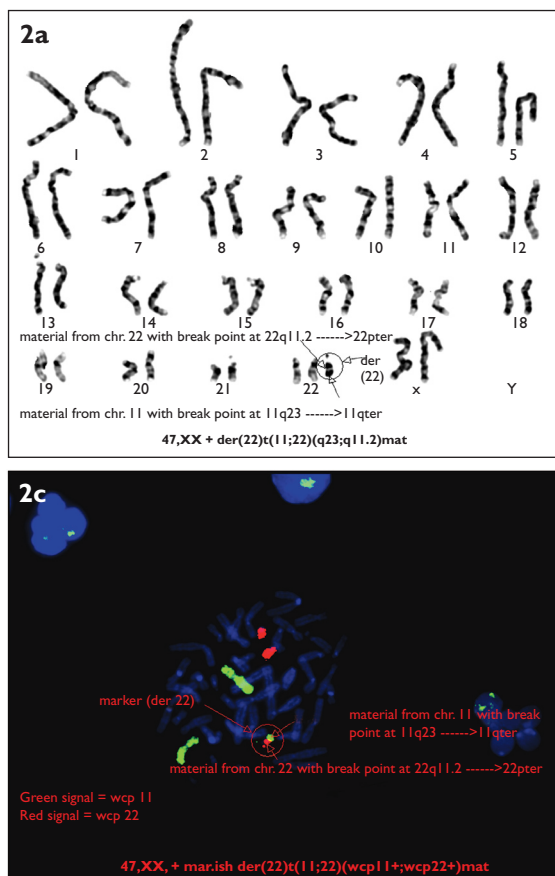 2a
1 2 3 4 5
6 7 8 9 10 11 12
13 14 15 16 17 18
material from chr. 22 with break point at 22q11.2 ------>22pter
der
(22)
19 20 21 22 x Y
material from chr. 11 with break point at 11q23 ------>11qter
47,XX + der(22)t(11;22)(q23;q11.2)mat
2c
marker (der 22)
material from chr. 11 with break
point at 11q23 ------>11qter
material from chr. 22 with break point at 22q11.2 ------>22pter
Green signal = wcp 11
Red signal = wcp 22
47,XX, + mar.ish der(22)t(11;22)(wcp11+;wcp22+)mat